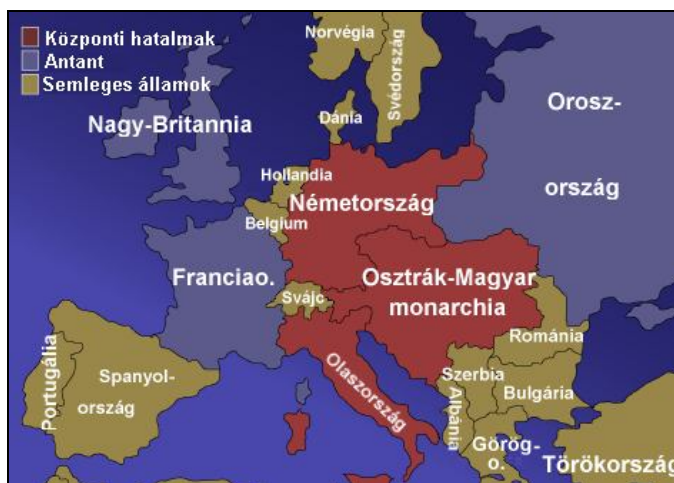 Központi hatalmak
Antant
Semleges államok
Norvégia
Svédország
Dánia
Nagy-Britannia
Orosz-
ország
Hollandia
Németország
Belgium
Franciao.
Svájc
Osztrák-Magyar
monarchia
Románia
Olaszország
Szerbia
Bulgária
Albánia
Portugália
Spanyol-
ország
Görög-
o.
Törökország